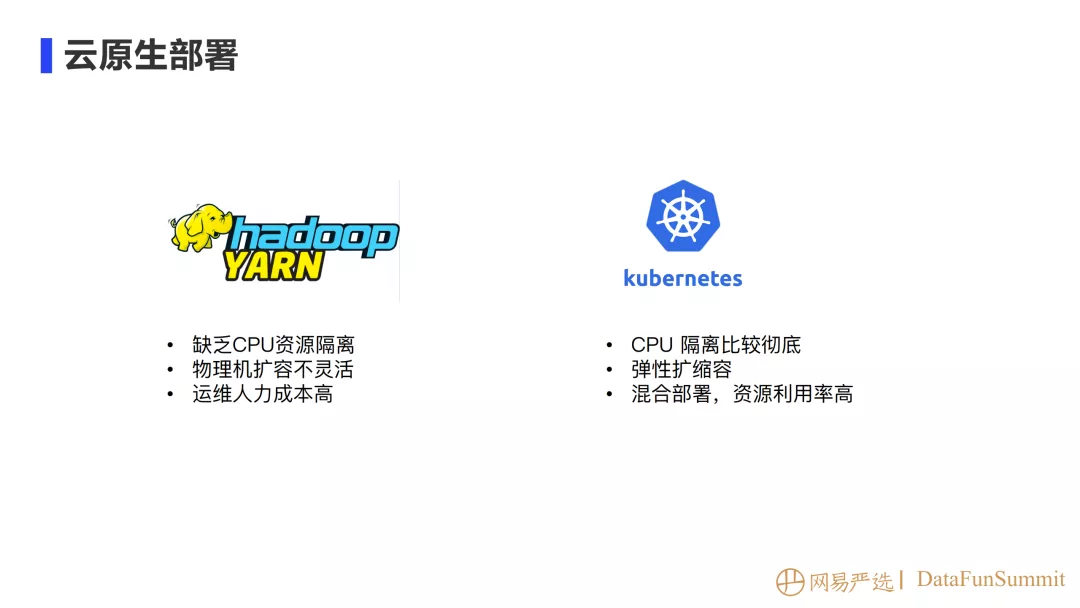 云原生部署
hadoop
YARN
kubernetes
• 缺乏CPU资源隔离
• 物理机扩容不灵活
• 运维人力成本高
• CPU 隔离比较彻底
• 弹性扩缩容
• 混合部署，资源利用率高
网易严选 | DataFunSummit